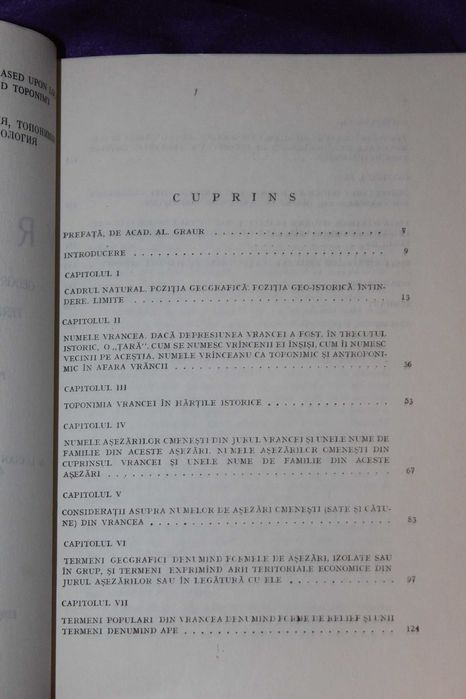 ASED UPON
D TOPONIMY
Я, ТОПОНИМИ
ОЛОГИЯ
R
CUPRINS
PREFAȚĂ, DE ACAD. AL. GRAUR . . . . . . . . . . . . . . . . . . . . 7
INTRODUCERE . . . . . . . . . . . . . . . . . . . . . . . . . . . . 9
CAPITOLUL I
CADRUL NATURAL. POZIȚIA GEOGRAFICĂ. POZIȚIA GEO-ISTORICĂ ÎNTIN-
DERE. LIMITE . . . . . . . . . . . . . . . . . . . . . . . . . . . . 13
CAPITOLUL II
NUMELE VRANCEA. DACĂ DEPRESIUNEA VRANCEI A FOST, ÎN TRECUTUL
ISTORIC, O „ȚARĂ". CUM SE NUMESC VRÎNCENII EI ÎNȘIȘI, CUM ÎI NUMESC
VECINII PE ACEȘTIA, NUMELE VRÎNCEANU CA TOPONIMIC ȘI ANTROPONI-
MIC ÎN AFARA VRÂNCII . . . . . . . . . . . . . . . . . . . . . . . . 36
CAPITOLUL III
TOPONIMIA VRANCEI ÎN HĂRȚILE ISTORICE . . . . . . . . . . . . . . 53
CAPITOLUL IV
NUMELE AȘEZĂRILOR OMENEȘTI DIN JURUL VRANCEI ȘI UNELE NUME DE
FAMILIE DIN ACESTE AȘEZĂRI. NUMELE AȘEZĂRILOR OMENEȘTI DIN
CUPRINSUL VRANCEI ȘI UNELE NUME DE FAMILIE DIN ACESTE
AȘEZĂRI . . . . . . . . . . . . . . . . . . . . . . . . . . . . . . . 67
CAPITOLUL V
CONSIDERAȚII ASUPRA NUMELOR DE AȘEZĂRI OMENEȘTI (SATE ȘI CĂTU-
NE) DIN VRANCEA . . . . . . . . . . . . . . . . . . . . . . . . . . . 83
CAPITOLUL VI
TERMENI GEOGRAFICI DENUMIND FORMELE DE AȘEZĂRI, IZOLATE SAU
ÎN GRUP, ȘI TERMENI EXPRIMÎND ARII TERITORIALE ECONOMICE DIN
JURUL AȘEZĂRILOR SAU ÎN LEGĂTURĂ CU ELE . . . . . . . . . . . . . 97
CAPITOLUL VII
TERMENI POPULARI DIN VRANCEA DENUMIND FORME DE RELIEF ȘI UNII
TERMENI DENUMIND APE . . . . . . . . . . . . . . . . . . . . . . . . 124